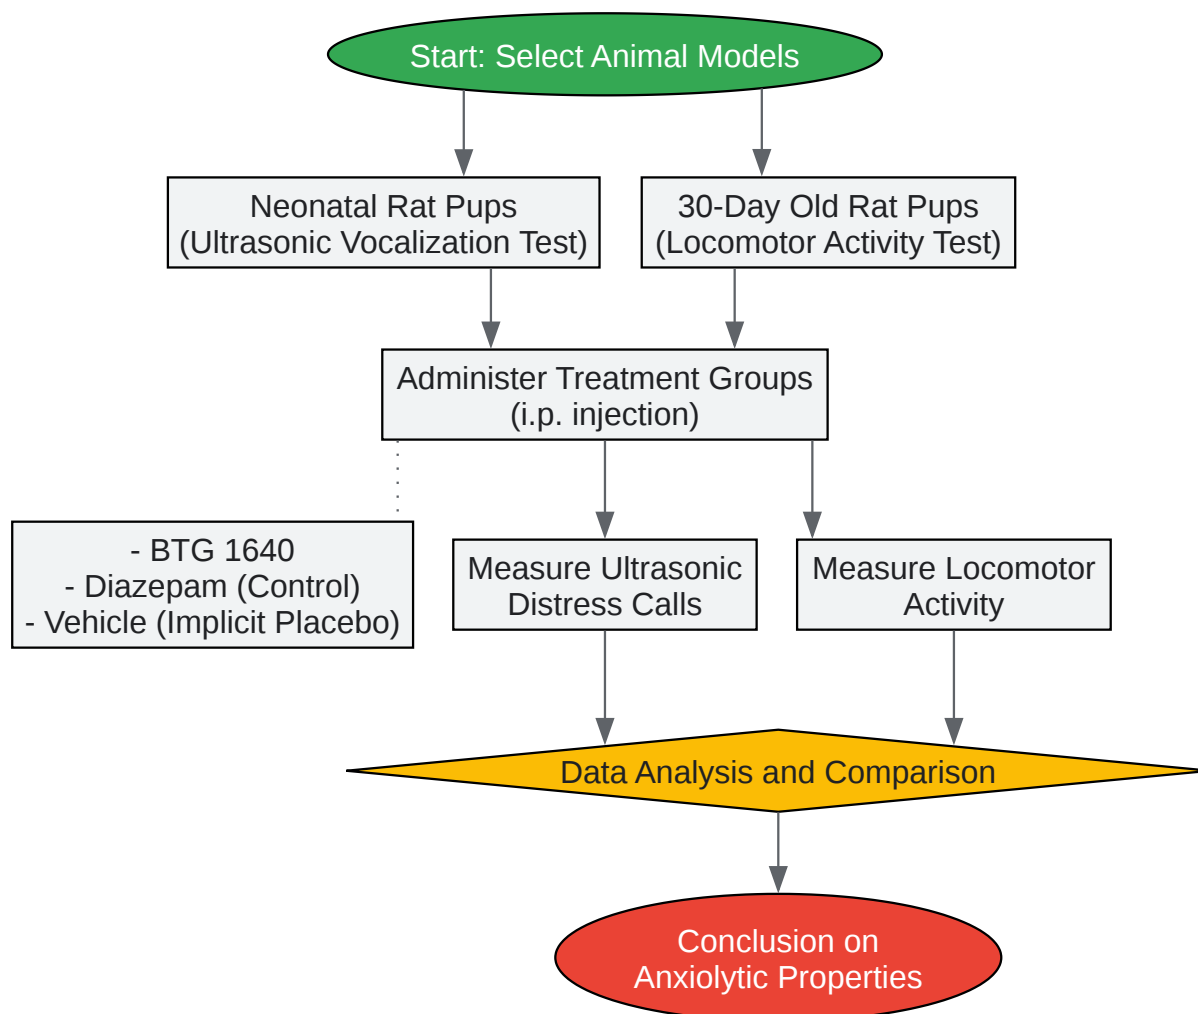 Start: Select Animal Models
Neonatal Rat Pups
(Ultrasonic Vocalization Test)
30-Day Old Rat Pups
(Locomotor Activity Test)
Administer Treatment Groups
(i.p. injection)
- BTG 1640
- Diazepam (Control)
- Vehicle (Implicit Placebo)
Measure Ultrasonic
Distress Calls
Measure Locomotor
Activity
Data Analysis and Comparison
Conclusion on
Anxiolytic Properties